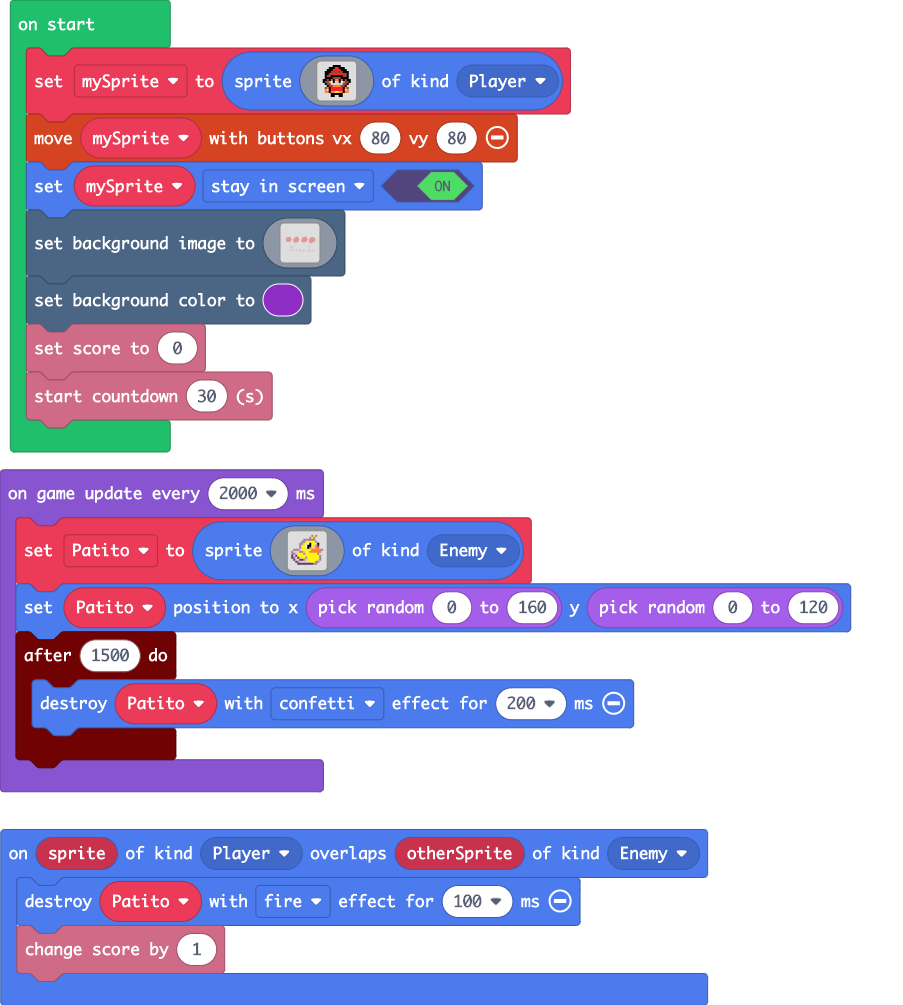 on start
set mySprite to sprite of kind Player
move mySprite with buttons vx 80 vy 80
set mySprite stay in screen ON
set background image to
set background color to
set score to 0
start countdown 30 (s)
on game update every 2000 ms
set Patito to sprite of kind Enemy
set Patito position to x pick random 0 to 160 y pick random 0 to 120
after 1500 do
destroy Patito with confetti effect for 200 ms
on sprite of kind Player overlaps otherSprite of kind Enemy
destroy Patito with fire effect for 100 ms
change score by 1